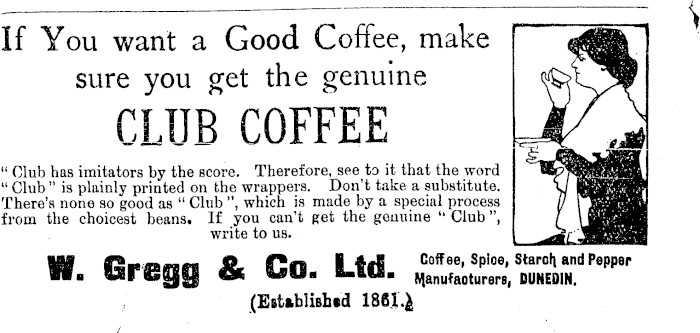 If You want a Good Coffee, make
sure you get the genuine
CLUB COFFEE
" Club has imitators by the score. Therefore, see to it that the word
" Club " is plainly printed on the wrappers. Don't take a substitute.
There's none so good as " Club ", which is made by a special process
from the choicest beans. If you can't get the genuine " Club ",
write to us.
W. Gregg & Co. Ltd.
Coffee, Spice, Starch and Pepper
Manufacturers, DUNEDIN.
(Established 1861.)